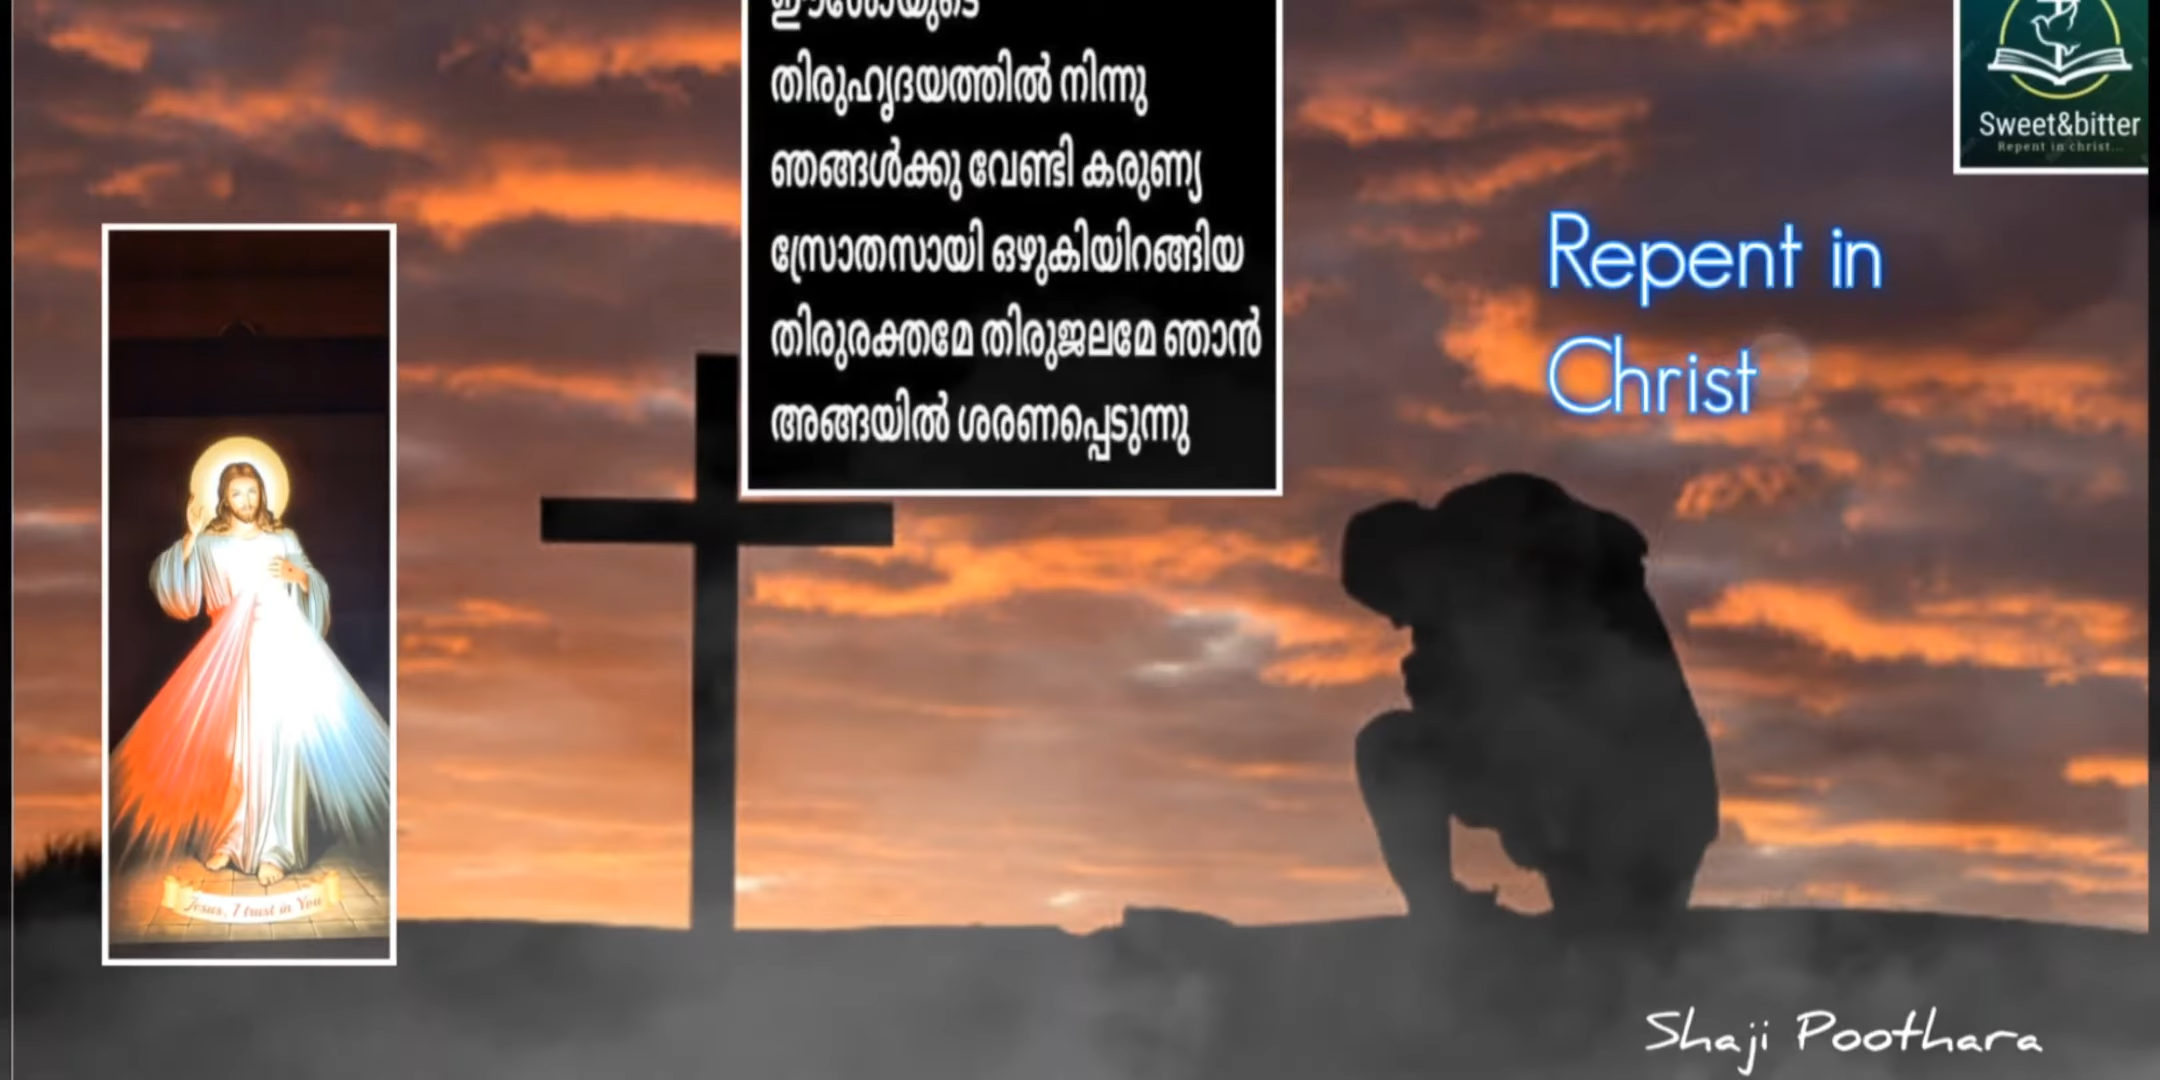 ഈശോയുടെ
തിരുഹൃദയത്തിൽ നിന്നു
ഞങ്ങൾക്കു വേണ്ടി കരുണ്യ
സ്രോതസായി ഒഴുകിയിറങ്ങിയ
തിരുരക്തമേ തിരുജലമേ ഞാൻ
അങ്ങയിൽ ശരണപ്പെടുന്നു
Sweet&bitter
Repent in christ...
Repent in
Christ
Jesus, I trust in You
Shaji Poothara